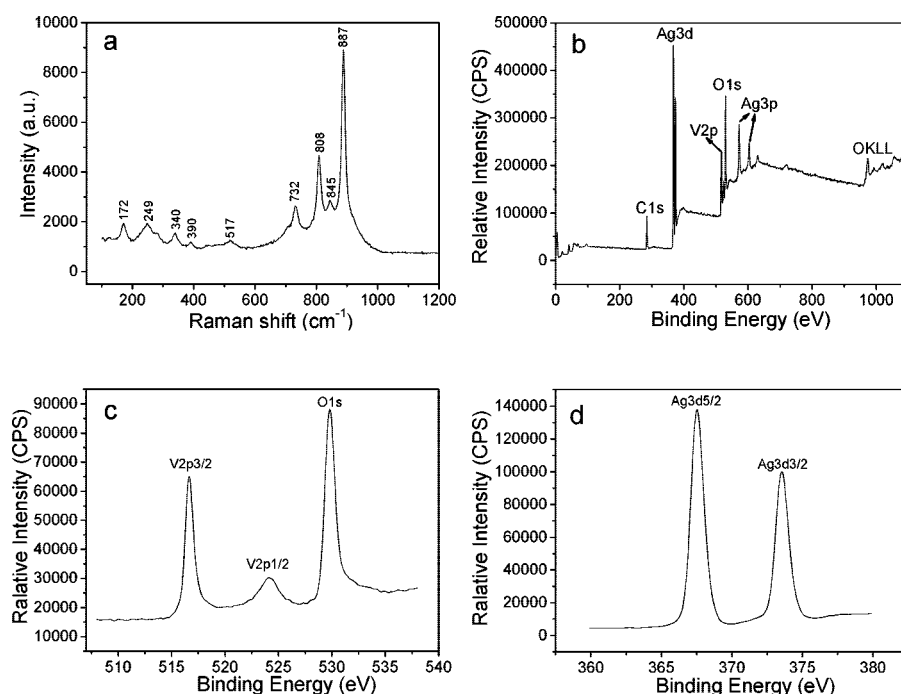 a
10000
8000
6000
4000
2000
0
Intensity (a.u.)
172
249
340
390
517
732
808
845
887
200 400 600 800 1000 1200
Raman shift (cm⁻¹)
b
500000
400000
300000
200000
100000
0
Relative Intensity (CPS)
Ag3d
O1s
Ag3p
V2p
OKLL
C1s
0 200 400 600 800 1000
Binding Energy (eV)
c
90000
80000
70000
60000
50000
40000
30000
20000
10000
Ralative Intensity (CPS)
O1s
V2p3/2
V2p1/2
510 515 520 525 530 535 540
Binding Energy (eV)
d
140000
120000
100000
80000
60000
40000
20000
0
Ralative Intensity (CPS)
Ag3d5/2
Ag3d3/2
360 365 370 375 380
Binding Energy (eV)